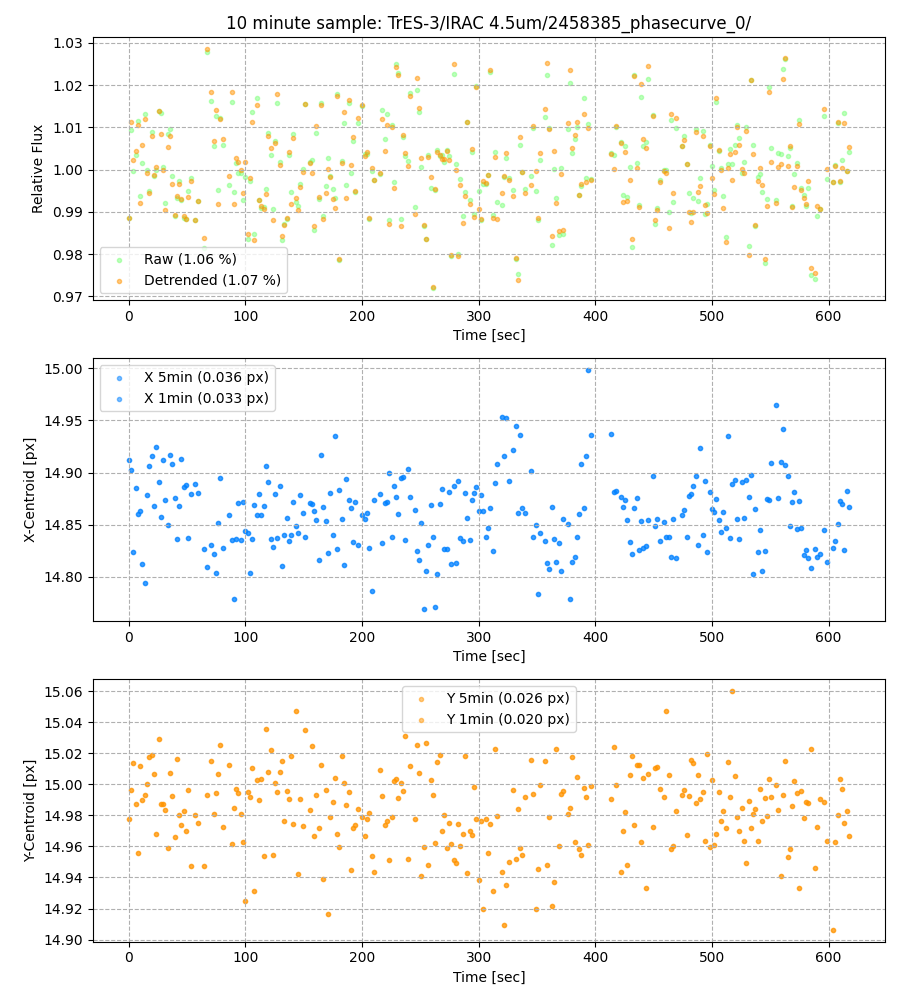 10 minute sample: TrES-3/IRAC 4.5um/2458385_phasecurve_0/
Relative Flux
1.03
1.02
1.01
1.00
0.99
0.98
0.97
Raw (1.06 %)
Detrended (1.07 %)
0 100 200 300 400 500 600
Time [sec]
X-Centroid [px]
15.00
14.95
14.90
14.85
14.80
X 5min (0.036 px)
X 1min (0.033 px)
0 100 200 300 400 500 600
Time [sec]
Y-Centroid [px]
15.06
15.04
15.02
15.00
14.98
14.96
14.94
14.92
14.90
Y 5min (0.026 px)
Y 1min (0.020 px)
0 100 200 300 400 500 600
Time [sec]